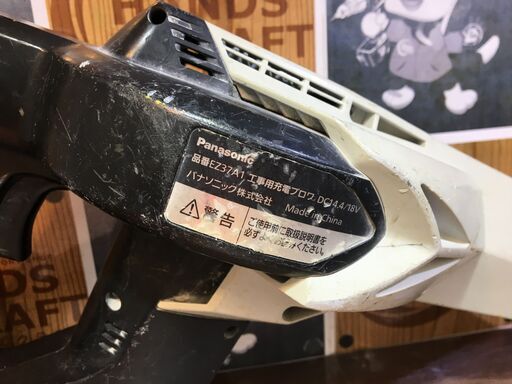 HANDS
CRAFT
Panasonic
品番EZ37A1 工事用充電ブロワ DC14.4/18V
パナソニック株式会社 Made in China
警告
ご使用前に取扱説明書を
必ずよくお読みください。